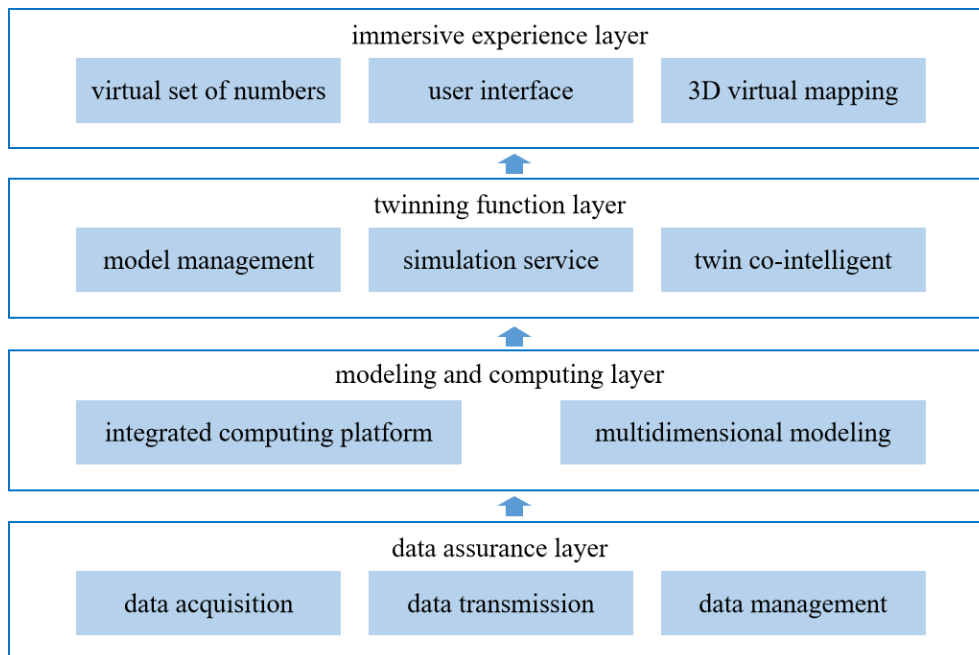 immersive experience layer
virtual set of numbers
user interface
3D virtual mapping
twinning function layer
model management
simulation service
twin co-intelligent
modeling and computing layer
integrated computing platform
multidimensional modeling
data assurance layer
data acquisition
data transmission
data management